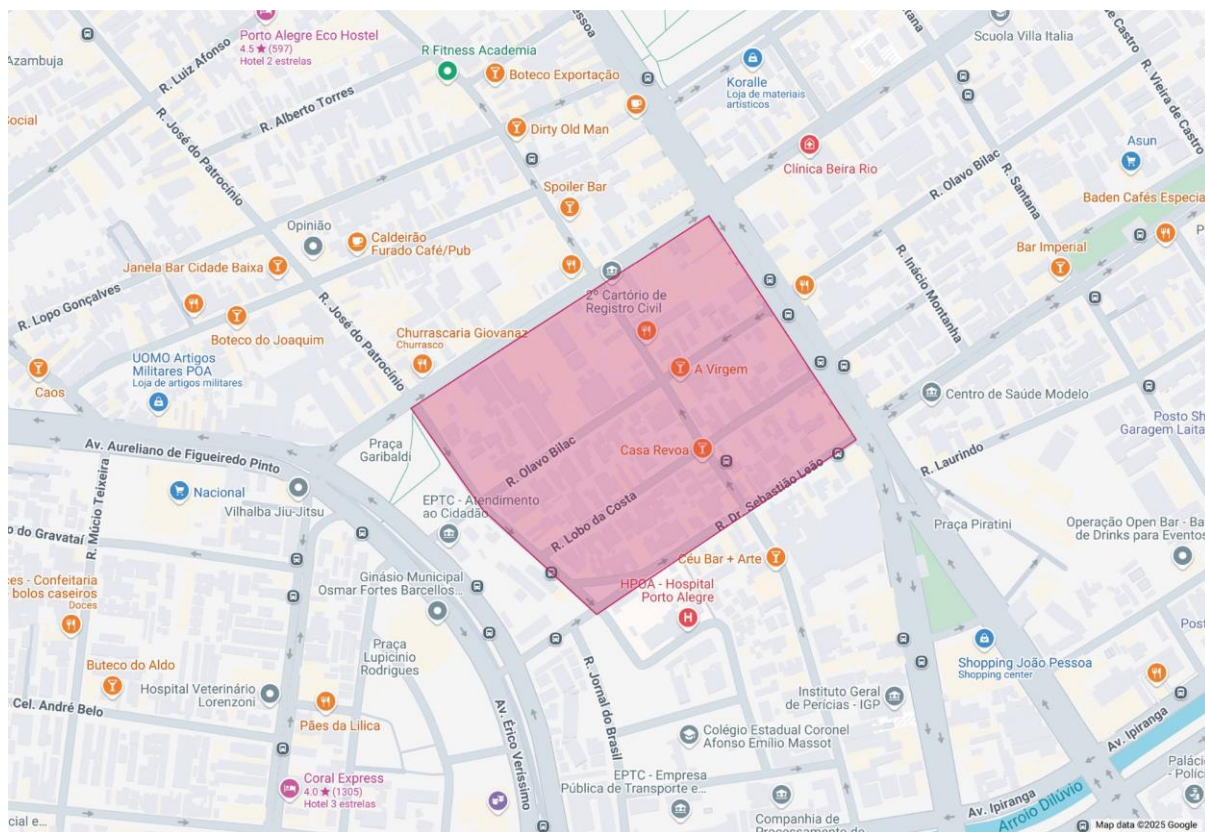 Porto Alegre Eco Hostel
4.5 ★ (597)
Hotel 2 estrelas
R. Luiz Afonso
Azambuja
R Fitness Academia
Boteco Exportação
Koralle
Loja de materiais
artísticos
Scuola Villa Italia
R. Vieira de Castro
R. Alberto Torres
Dirty Old Man
Clínica Beira Rio
R. Olavo Bilac
Asun
R. Santana
R. José do Patrocínio
Spoiler Bar
Baden Cafés Especia
Opinião
Caldeirão
Furado Café/Pub
Janela Bar Cidade Baixa
Bar Imperial
R. Inácio Montanha
R. Lopo Gonçalves
R. José do Patrocínio
2° Cartório de
Registro Civil
Boteco do Joaquim
Churrascaria Giovanaz
Churrasco
UOMO Artigos
Militares POA
Loja de artigos militares
A Virgem
Caos
Centro de Saúde Modelo
Praça
Garibaldi
Posto Sh
Garagem Laita
Av. Aureliano de Figueiredo Pinto
R. Olavo Bilac
Casa Revoa
R. Laurindo
Nacional
Vilhalba Jiu-Jitsu
R. Múcio Teixeira
EPTC - Atendimento
ao Cidadão
R. Lobo da Costa
R. Dr. Sebastião Leão
Praça Piratini
Operação Open Bar - Ba
de Drinks para Eventos
o do Gravataí
Céu Bar + Arte
ces - Confeitaria
bolos caseiros
Doces
Ginásio Municipal
Osmar Fortes Barcellos...
HPOA - Hospital
Porto Alegre
Praça
Lupicínio
Rodrigues
Buteco do Aldo
Hospital Veterinário
Lorenzoni
Shopping João Pessoa
Shopping center
R. Jornal do Brasil
Instituto Geral
de Perícias - IGP
Cel. André Belo
Pães da Lilica
Av. Érico Veríssimo
Colégio Estadual Coronel
Afonso Emílio Massot
Av. Ipiranga
Coral Express
4.0 ★ (1305)
Hotel 3 estrelas
EPTC - Empresa
Pública de Transporte e...
Av. Ipiranga
Arroio Dilúvio
Companhia de
Map data ©2025 Google